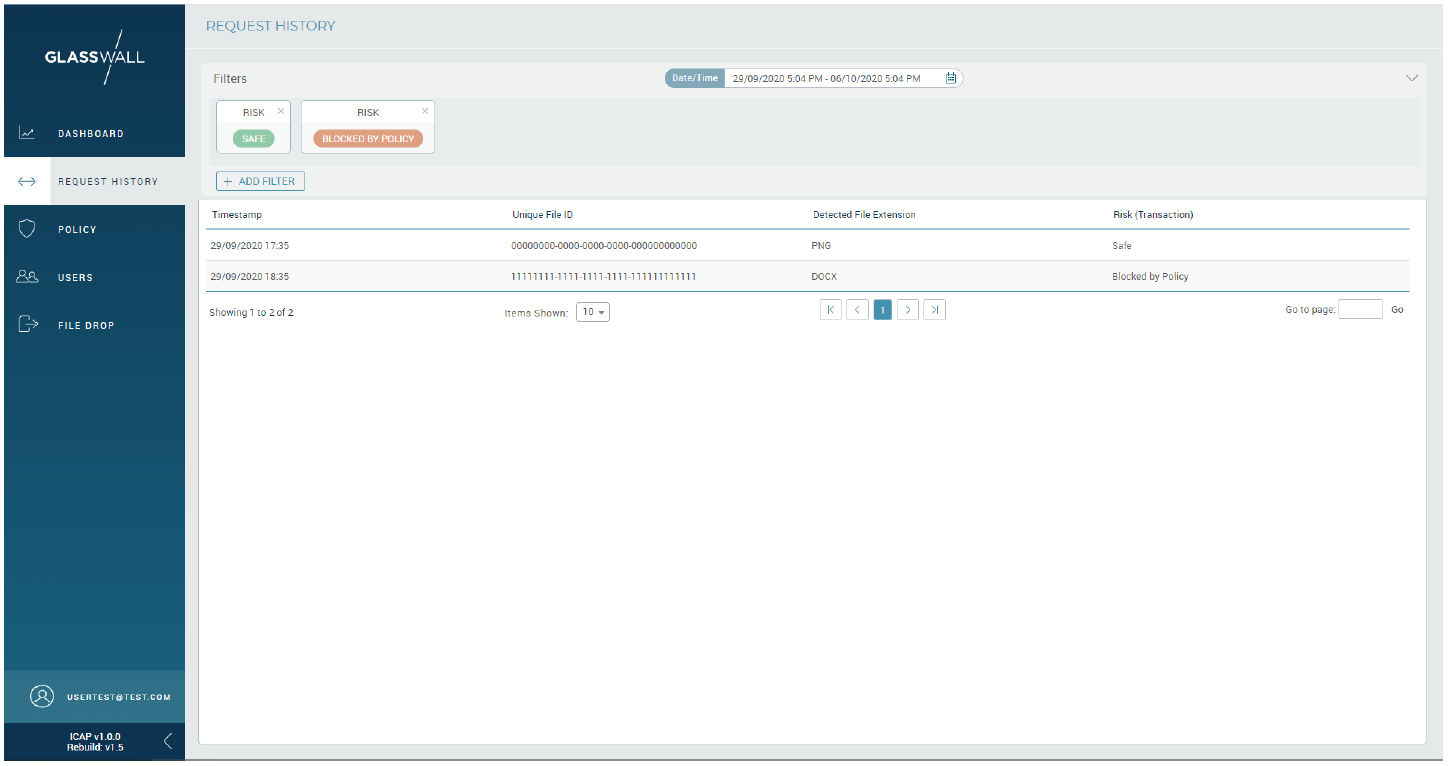 GLASSWALL
DASHBOARD
REQUEST HISTORY
POLICY
USERS
FILE DROP
USERTEST@TEST.COM
ICAP v1.0.0
Rebuild: v1.5
REQUEST HISTORY
Filters
Date/Time 29/09/2020 5:04 PM - 06/10/2020 5:04 PM
RISK × RISK ×
SAFE BLOCKED BY POLICY
+ ADD FILTER
Timestamp Unique File ID Detected File Extension Risk (Transaction)
29/09/2020 17:35 00000000-0000-0000-0000-000000000000 PNG Safe
29/09/2020 18:35 11111111-1111-1111-1111-111111111111 DOCX Blocked by Policy
Showing 1 to 2 of 2 Items Shown: 10 1 Go to page: Go